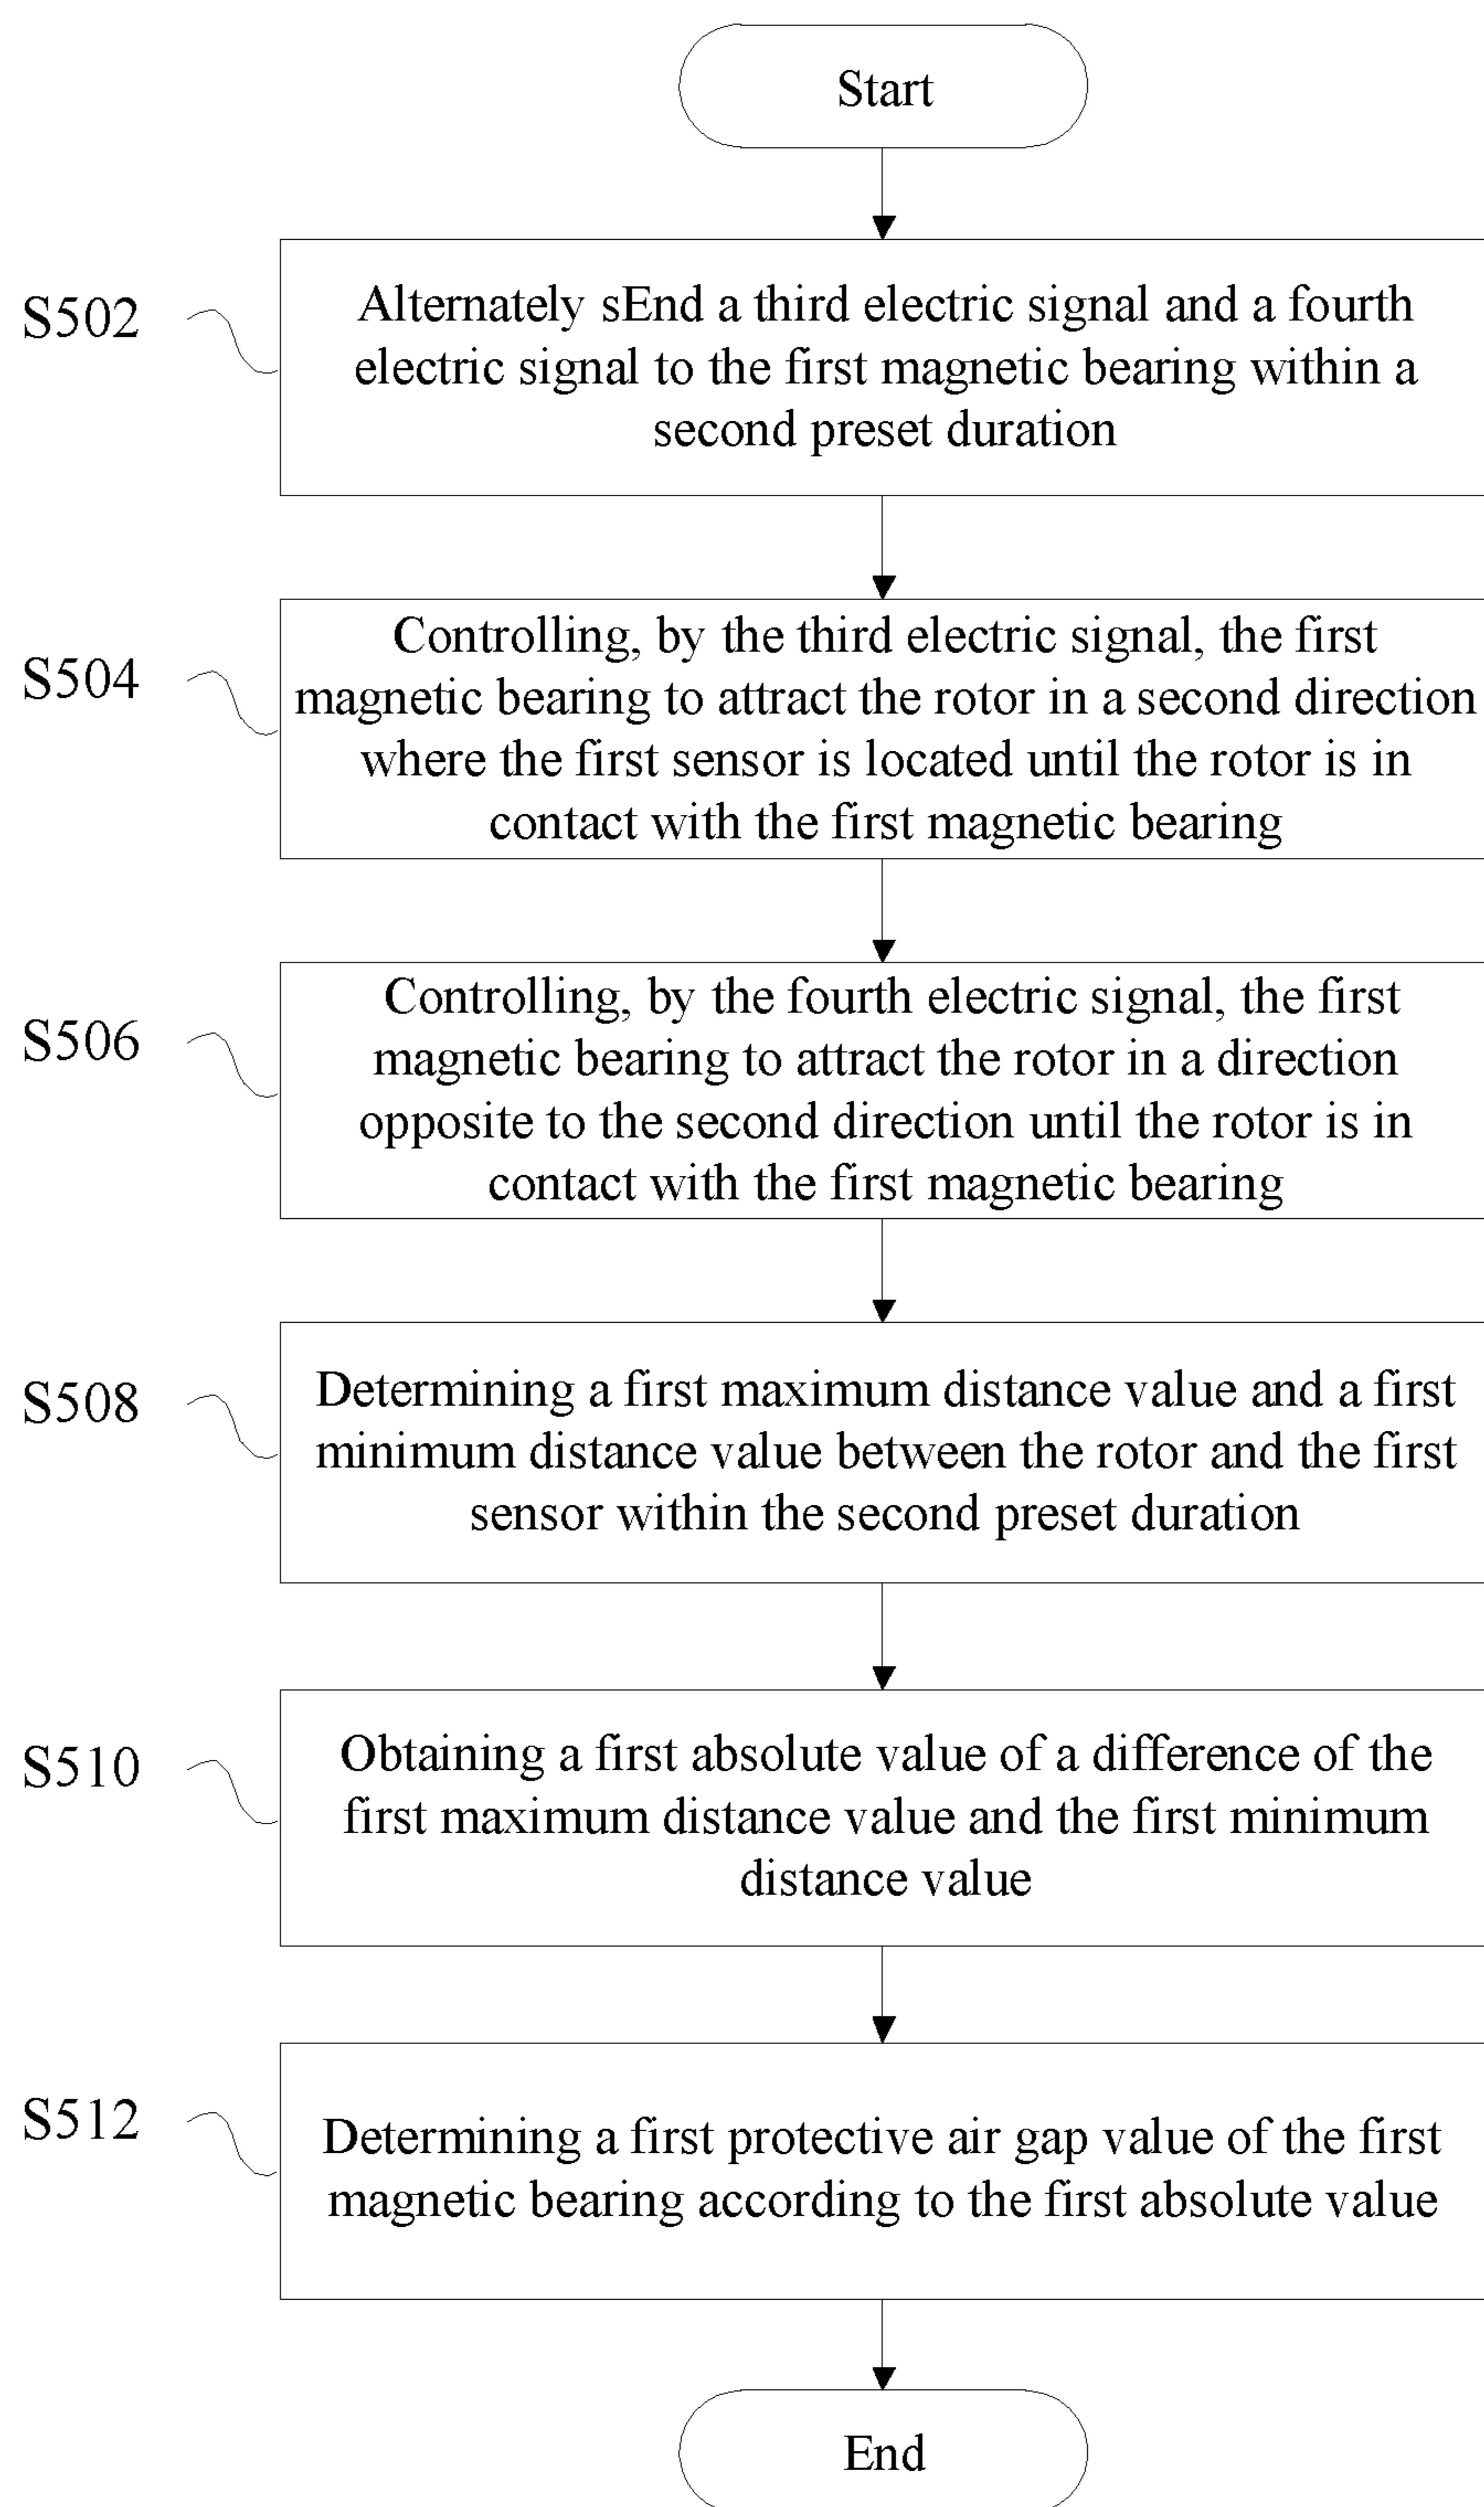 Start
S502
Alternately sEnd a third electric signal and a fourth
electric signal to the first magnetic bearing within a
second preset duration
S504
Controlling, by the third electric signal, the first
magnetic bearing to attract the rotor in a second direction
where the first sensor is located until the rotor is in
contact with the first magnetic bearing
S506
Controlling, by the fourth electric signal, the first
magnetic bearing to attract the rotor in a direction
opposite to the second direction until the rotor is in
contact with the first magnetic bearing
S508
Determining a first maximum distance value and a first
minimum distance value between the rotor and the first
sensor within the second preset duration
S510
Obtaining a first absolute value of a difference of the
first maximum distance value and the first minimum
distance value
S512
Determining a first protective air gap value of the first
magnetic bearing according to the first absolute value
End